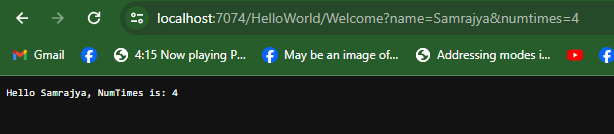 localhost:7074/HelloWorld/Welcome?name=Samrajya&numtimes=4
Gmail 4:15 Now playing P... May be an image of... Addressing modes i...
Hello Samrajya, NumTimes is: 4